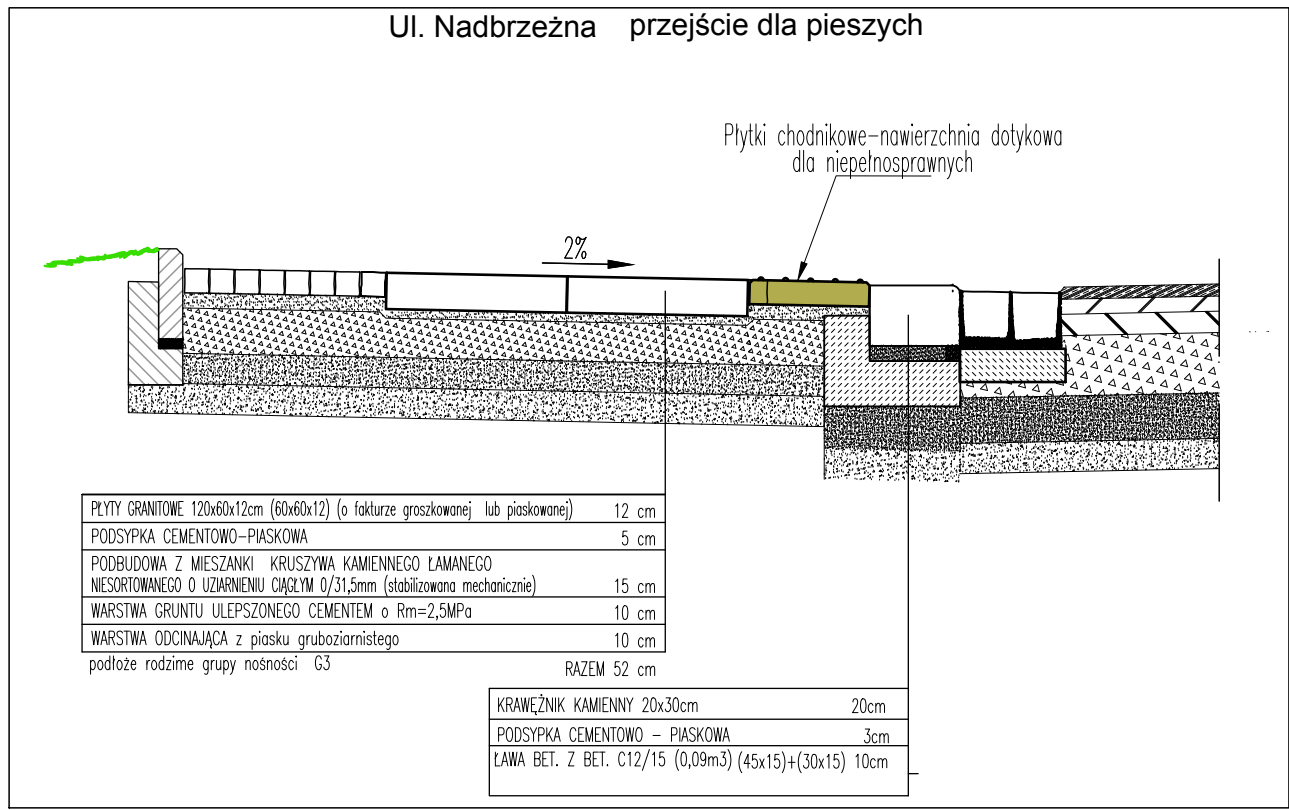 Ul. Nadbrzeżna przejście dla pieszych
Płytki chodnikowe-nawierzchnia dotykowa
dla niepełnosprawnych
2%
PŁYTY GRANITOWE 120x60x12cm (60x60x12) (o fakturze groszkowanej lub piaskowanej) 12 cm
PODSYPKA CEMENTOWO-PIASKOWA 5 cm
PODBUDOWA Z MIESZANKI KRUSZYWA KAMIENNEGO ŁAMANEGO
NIESORTOWANEGO O UZIARNIENIU CIĄGŁYM 0/31,5mm (stabilizowana mechanicznie) 15 cm
WARSTWA GRUNTU ULEPSZONEGO CEMENTEM o Rm=2,5MPa 10 cm
WARSTWA ODCINAJĄCA z piasku gruboziarnistego 10 cm
podłoże rodzime grupy nośności G3
RAZEM 52 cm
KRAWĘŻNIK KAMIENNY 20x30cm 20cm
PODSYPKA CEMENTOWO - PIASKOWA 3cm
ŁAWA BET. Z BET. C12/15 (0,09m3) (45x15)+(30x15) 10cm